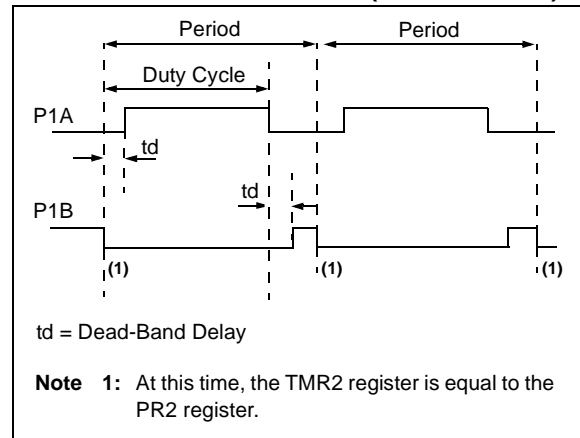 Period Period
Duty Cycle
P1A
td
td
P1B
(1) (1) (1)
td = Dead-Band Delay
Note 1: At this time, the TMR2 register is equal to the
PR2 register.